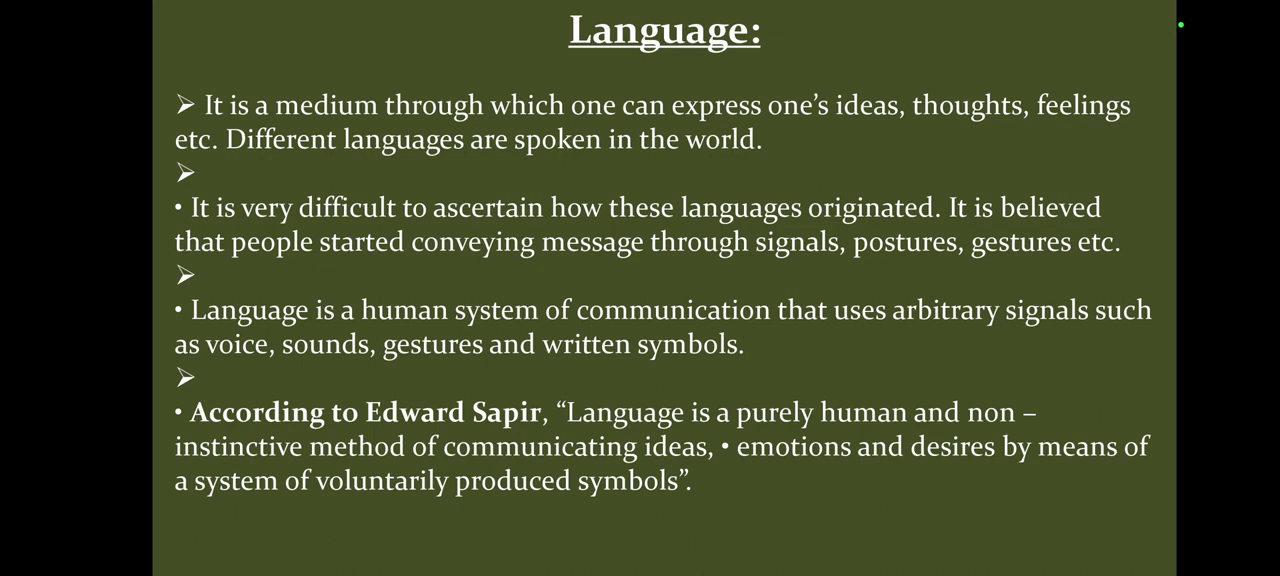 Language:
➢ It is a medium through which one can express one’s ideas, thoughts, feelings
etc. Different languages are spoken in the world.
➢
• It is very difficult to ascertain how these languages originated. It is believed
that people started conveying message through signals, postures, gestures etc.
➢
• Language is a human system of communication that uses arbitrary signals such
as voice, sounds, gestures and written symbols.
➢
• According to Edward Sapir, “Language is a purely human and non –
instinctive method of communicating ideas, • emotions and desires by means of
a system of voluntarily produced symbols”.